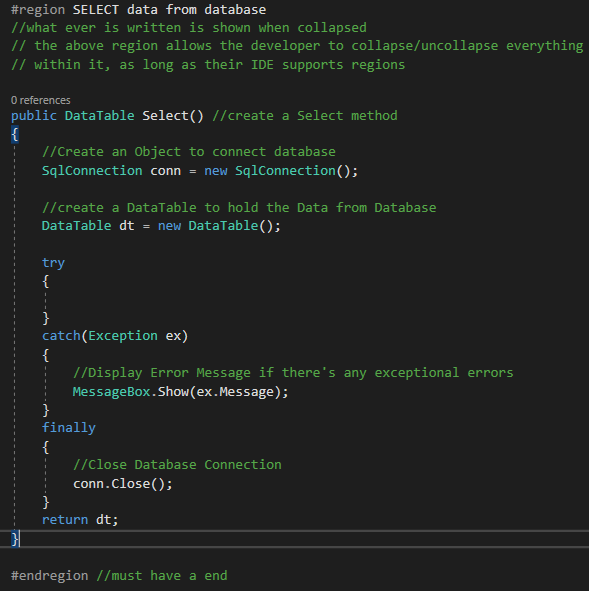 #region SELECT data from database
//what ever is written is shown when collapsed
// the above region allows the developer to collapse/uncollapse everything
// within it, as long as their IDE supports regions
0 references
public DataTable Select() //create a Select method
{
//Create an Object to connect database
SqlConnection conn = new SqlConnection();
//create a DataTable to hold the Data from Database
DataTable dt = new DataTable();
try
{
}
catch(Exception ex)
{
//Display Error Message if there's any exceptional errors
MessageBox.Show(ex.Message);
}
finally
{
//Close Database Connection
conn.Close();
}
return dt;
}
#endregion //must have a end